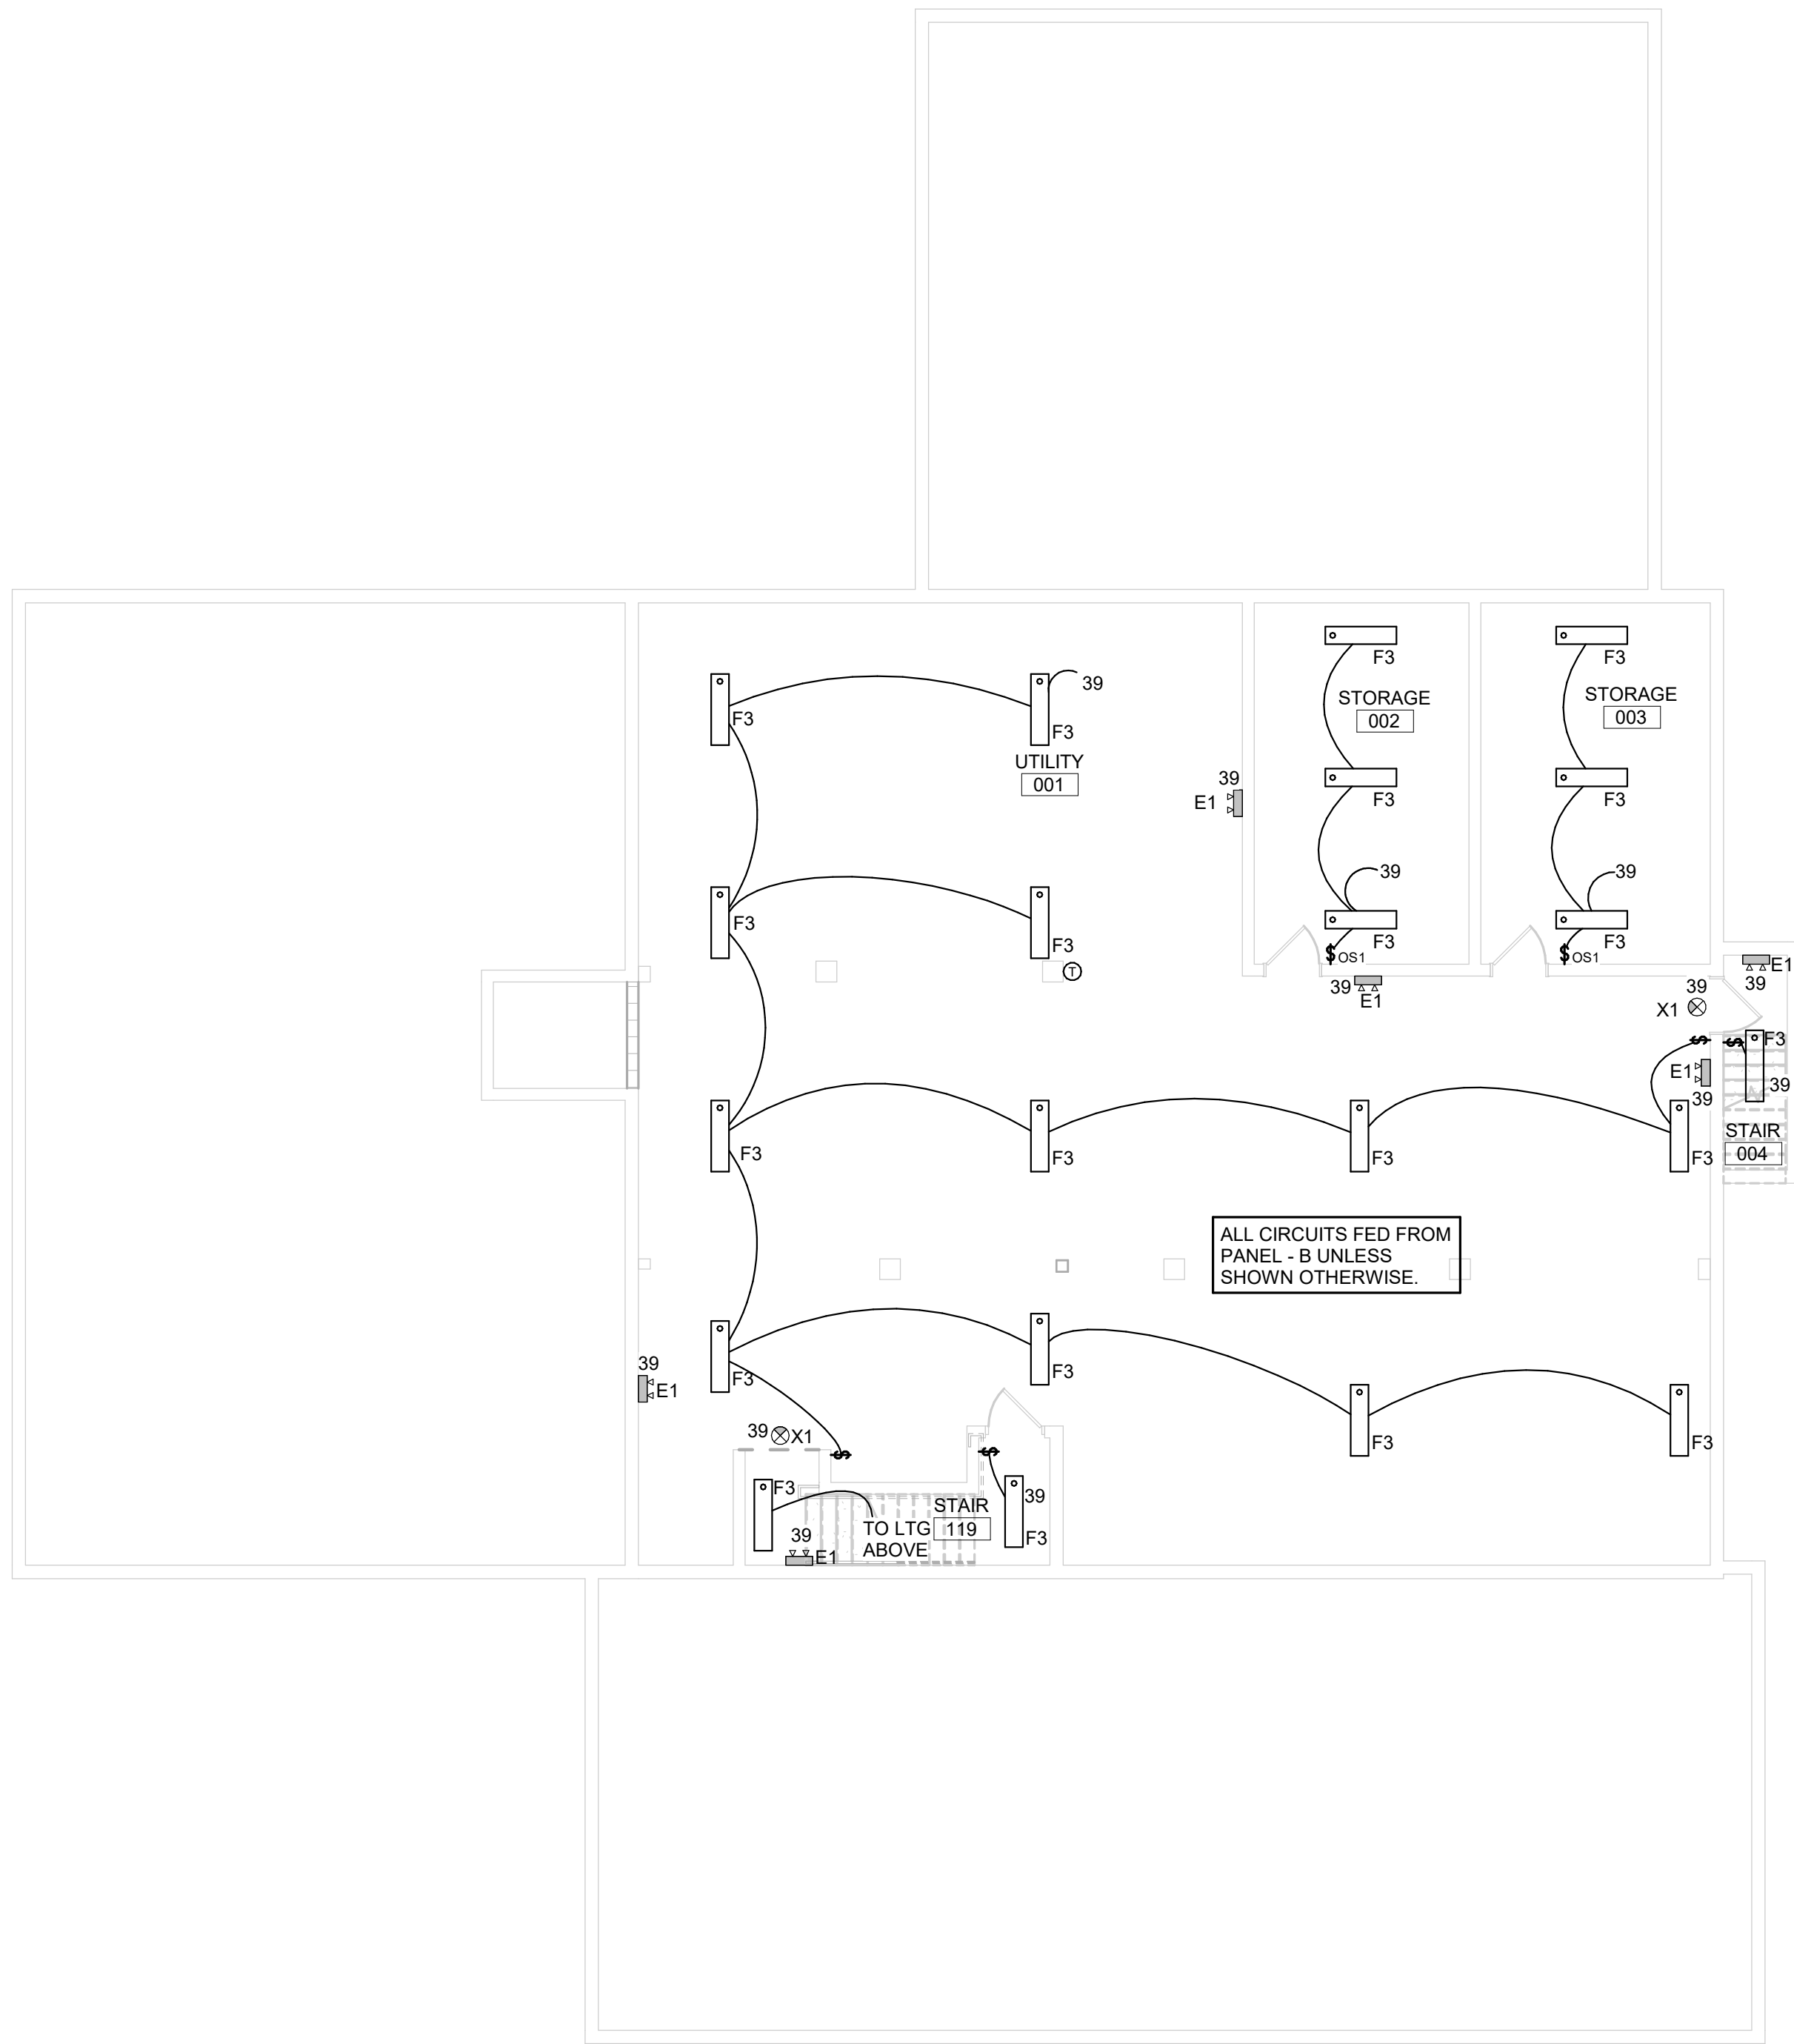 F3
F3
STORAGE
002
STORAGE
003
39
F3
F3
UTILITY
001
39
E1
F3
F3
39
39
F3
F3
F3
F3
$OS1
$OS1
T
39
E1
E1
39
39
X1
$
$
F3
E1
39
39
F3
F3
F3
F3
STAIR
004
ALL CIRCUITS FED FROM
PANEL - B UNLESS
SHOWN OTHERWISE.
39
E1
F3
F3
39
X1
F3
F3
$
$
F3
39
STAIR
119
TO LTG
ABOVE
F3
39
E1